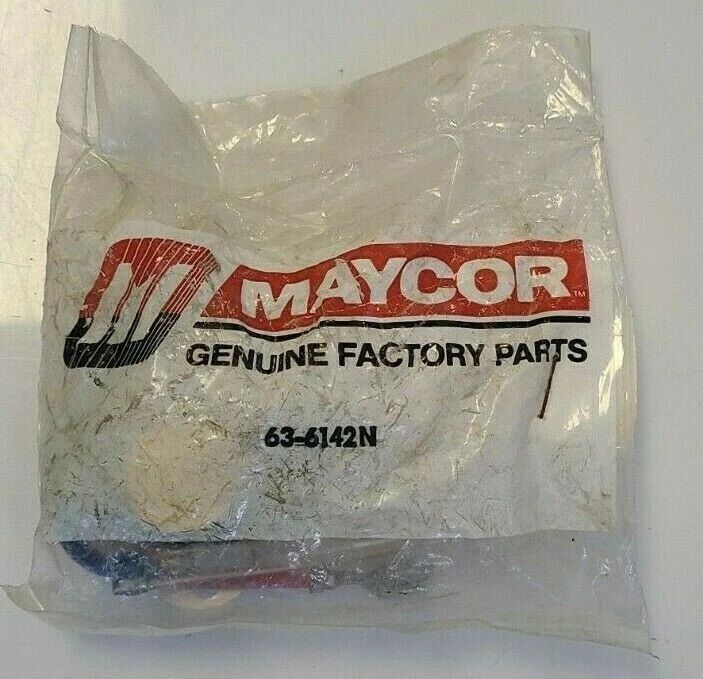 M MAYCOR™
GENUINE FACTORY PARTS
63-6142N